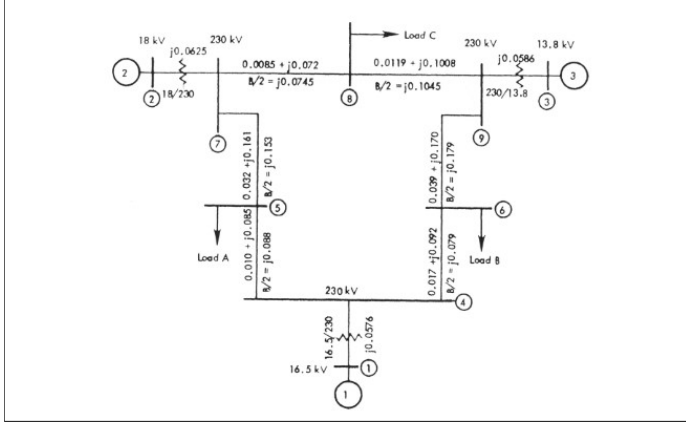 18 kV
j0.0625
230 kV
0.0085 + j0.072
B/2 = j0.0745
Load C
0.0119 + j0.1008
B/2 = j0.1045
230 kV
j0.0586
13.8 kV
2
2
18/230
8
230/13.8
3
3
7
9
0.032 + j0.161
B/2 = j0.153
0.039 + j0.170
B/2 = j0.179
5
6
Load A
0.010 + j0.085
B/2 = j0.088
0.017 + j0.092
B/2 = j0.079
Load B
230 kV
4
16.5/230
j0.0576
16.5 kV
1
1